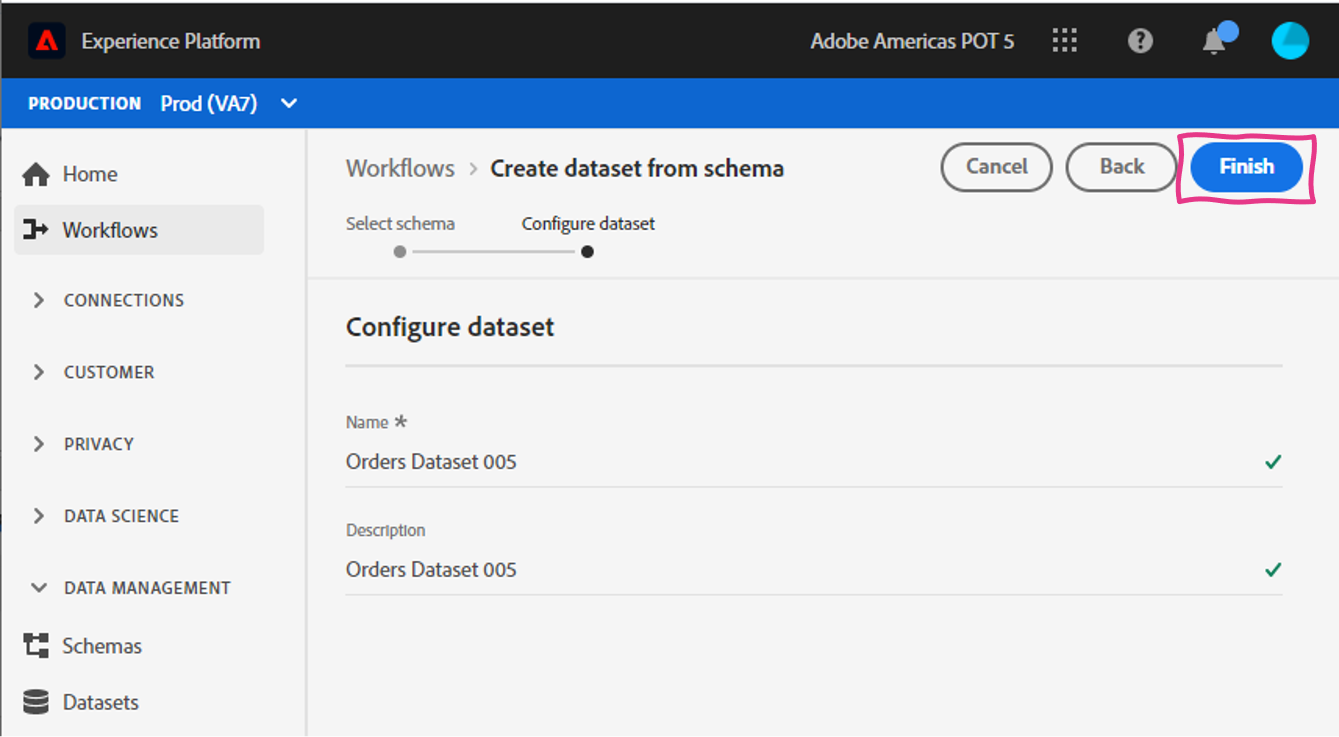 Experience Platform
Adobe Americas POT 5
PRODUCTION Prod (VA7)
Home
Workflows
CONNECTIONS
CUSTOMER
PRIVACY
DATA SCIENCE
DATA MANAGEMENT
Schemas
Datasets
Workflows > Create dataset from schema
Cancel
Back
Finish
Select schema
Configure dataset
Configure dataset
Name *
Orders Dataset 005
Description
Orders Dataset 005